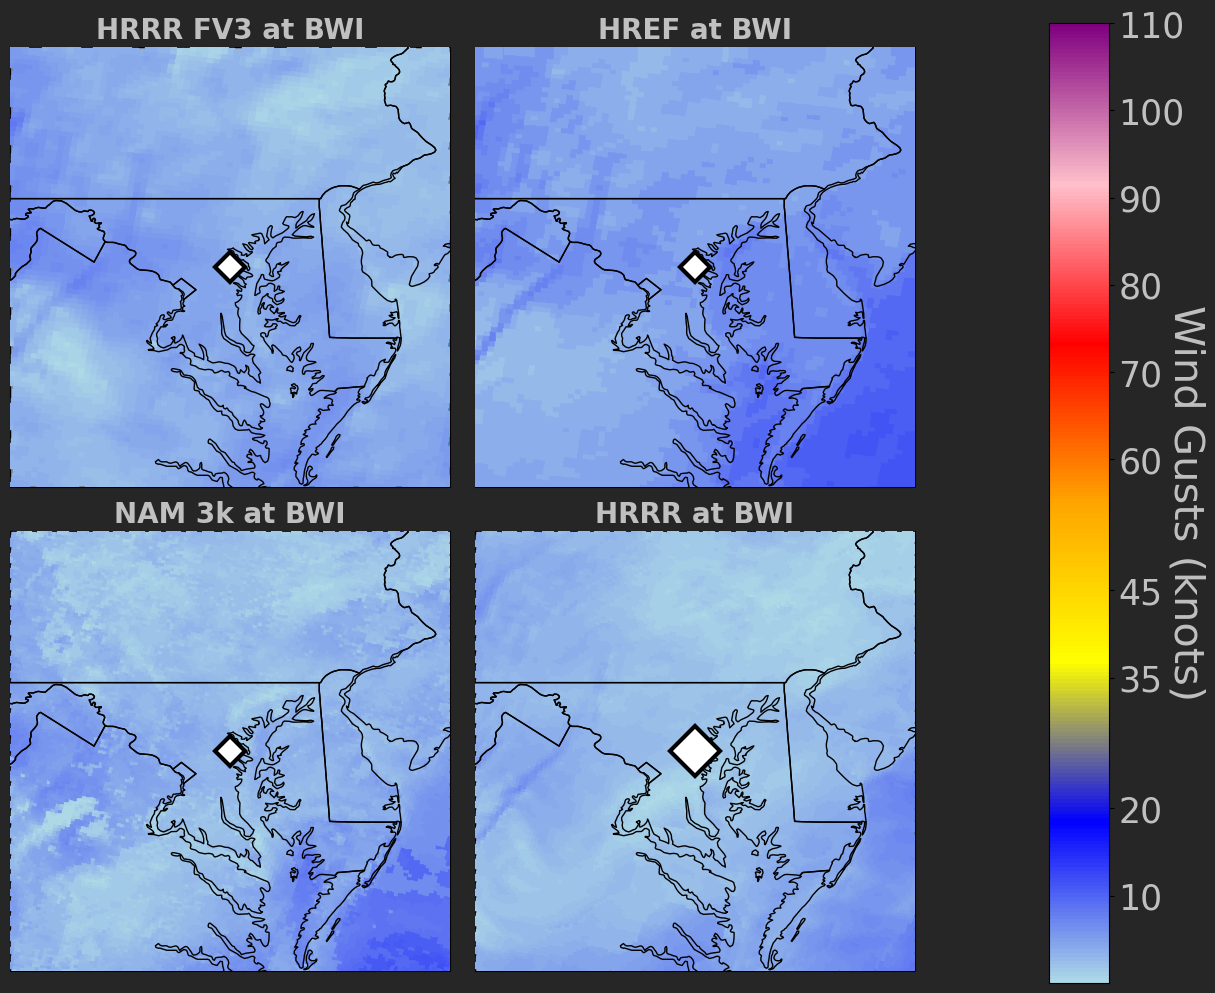 HRRR FV3 at BWI
HREF at BWI
NAM 3k at BWI
HRRR at BWI
110
100
90
80
70
60
45
35
20
10
Wind Gusts (knots)